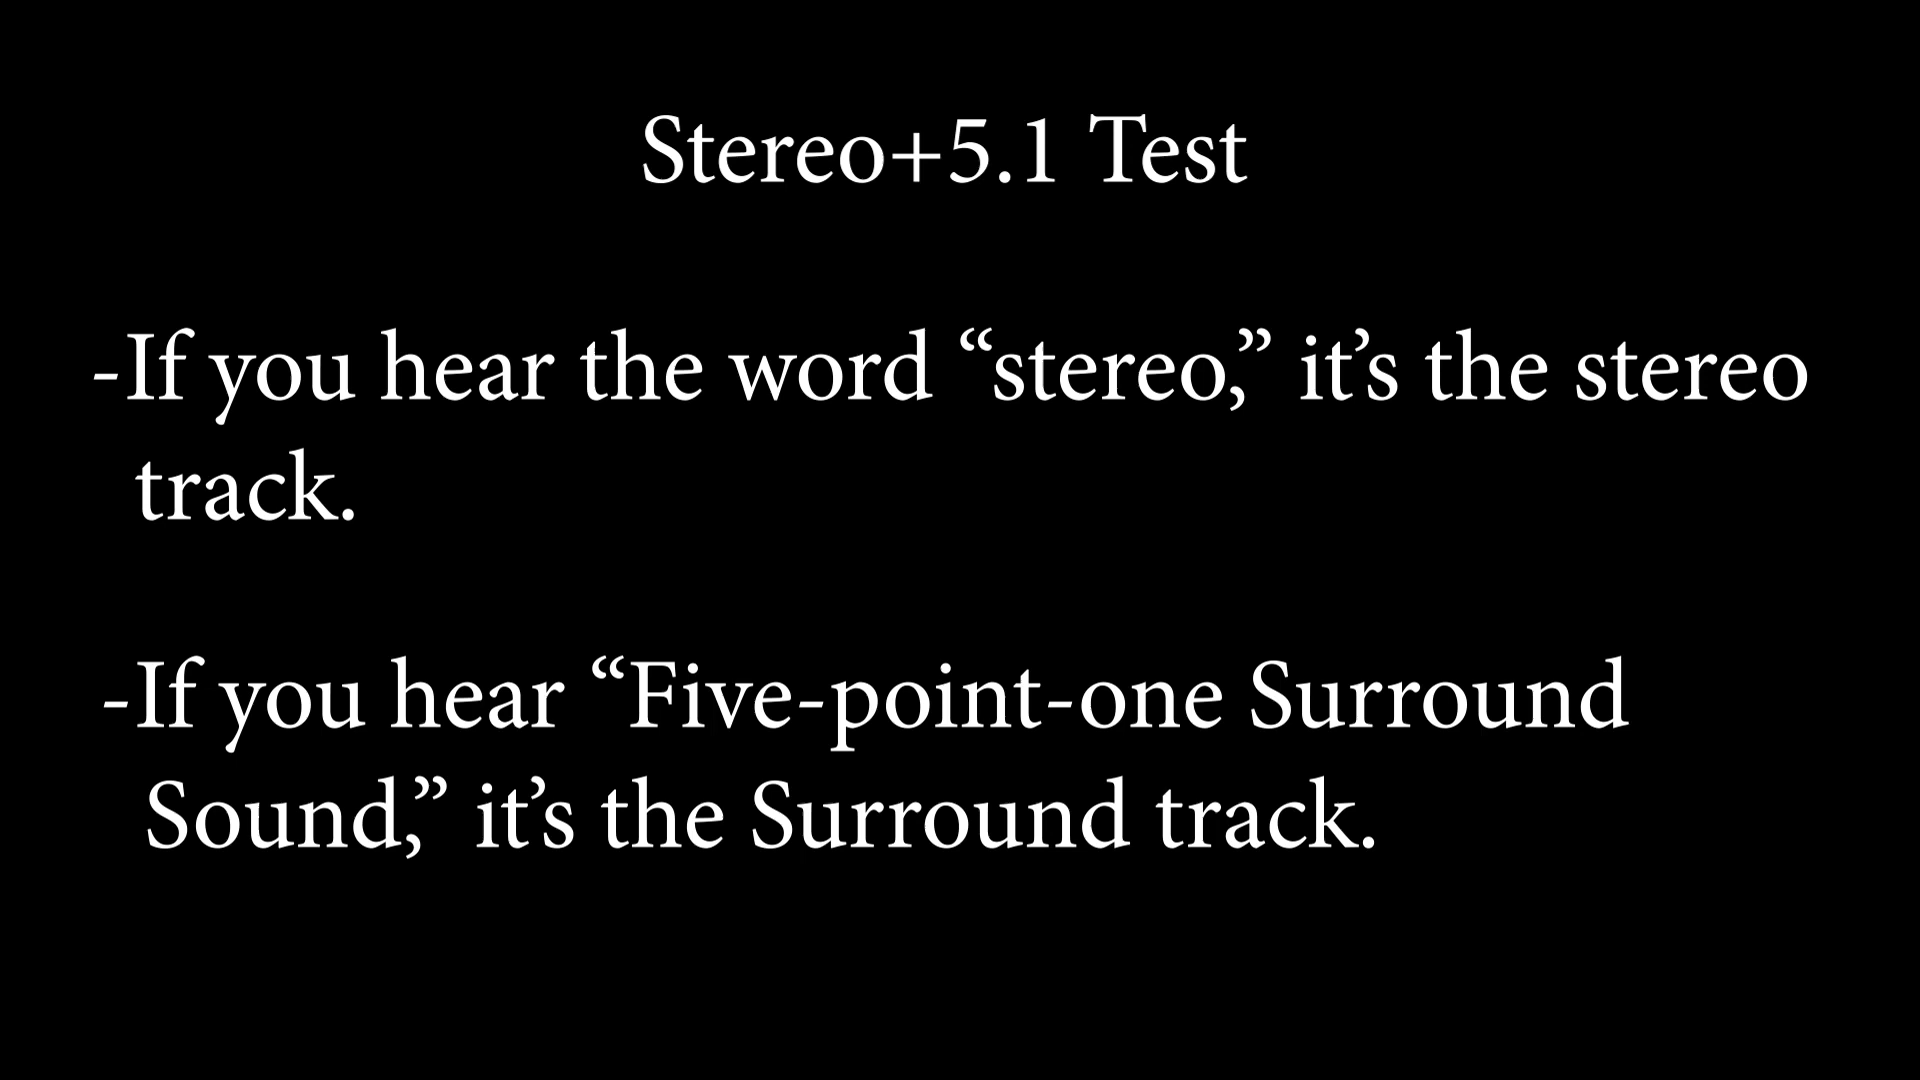 Stereo+5.1 Test
-If you hear the word “stereo,” it’s the stereo
track.
-If you hear “Five-point-one Surround
Sound,” it’s the Surround track.